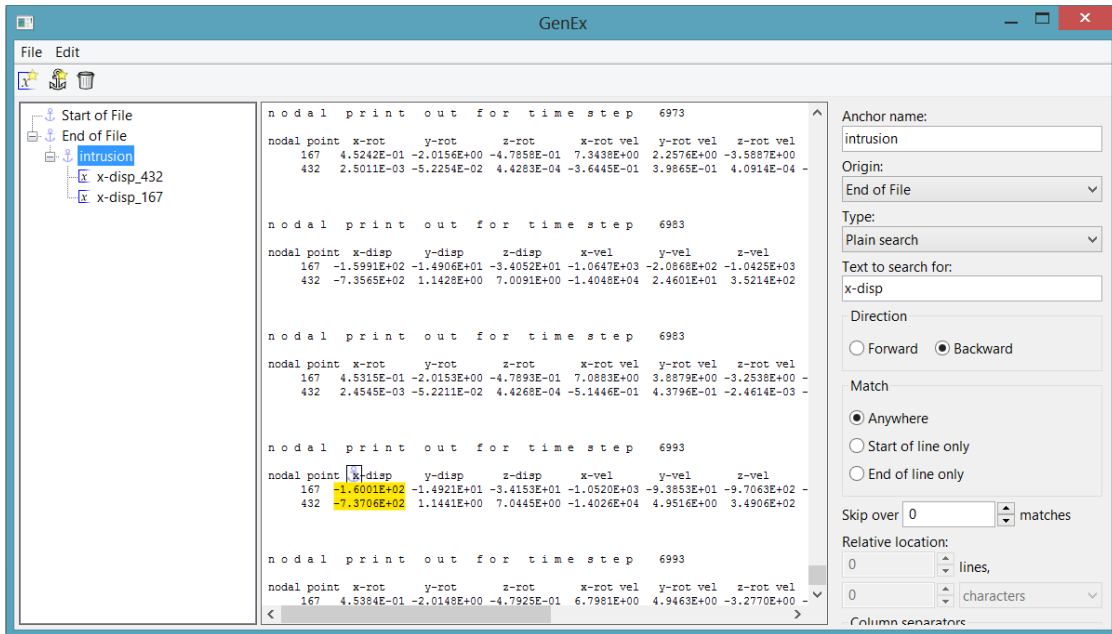 GenEx
File Edit
Start of File
End of File
intrusion
x x-disp_432
x x-disp_167
n o d a l   p r i n t   o u t   f o r   t i m e   s t e p   6973
nodal point x-rot y-rot z-rot x-rot vel y-rot vel z-rot vel
167 4.5242E-01 -2.0156E+00 -4.7858E-01 7.3438E+00 2.2576E+00 -3.5887E+00
432 2.5011E-03 -5.2254E-02 4.4283E-04 -3.6445E-01 3.9865E-01 4.0914E-04 -
n o d a l   p r i n t   o u t   f o r   t i m e   s t e p   6983
nodal point x-disp y-disp z-disp x-vel y-vel z-vel
167 -1.5991E+02 -1.4906E+01 -3.4052E+01 -1.0647E+03 -2.0868E+02 -1.0425E+03
432 -7.3565E+02 1.1428E+00 7.0091E+00 -1.4048E+04 2.4601E+01 3.5214E+02
n o d a l   p r i n t   o u t   f o r   t i m e   s t e p   6983
nodal point x-rot y-rot z-rot x-rot vel y-rot vel z-rot vel
167 4.5315E-01 -2.0153E+00 -4.7893E-01 7.0883E+00 3.8879E+00 -3.2538E+00 -
432 2.4545E-03 -5.2211E-02 4.4268E-04 -5.1446E-01 4.3796E-01 -2.4614E-03 -
n o d a l   p r i n t   o u t   f o r   t i m e   s t e p   6993
nodal point x-disp y-disp z-disp x-vel y-vel z-vel
167 -1.6001E+02 -1.4921E+01 -3.4153E+01 -1.0520E+03 -9.3853E+01 -9.7063E+02 -
432 -7.3706E+02 1.1441E+00 7.0445E+00 -1.4026E+04 4.9516E+00 3.4906E+02
n o d a l   p r i n t   o u t   f o r   t i m e   s t e p   6993
nodal point x-rot y-rot z-rot x-rot vel y-rot vel z-rot vel
167 4.5384E-01 -2.0148E+00 -4.7925E-01 6.7981E+00 4.9463E+00 -3.2770E+00 -
Anchor name:
intrusion
Origin:
End of File
Type:
Plain search
Text to search for:
x-disp
Direction
Forward Backward
Match
Anywhere
Start of line only
End of line only
Skip over 0 matches
Relative location:
0 lines,
0 characters
Column separators